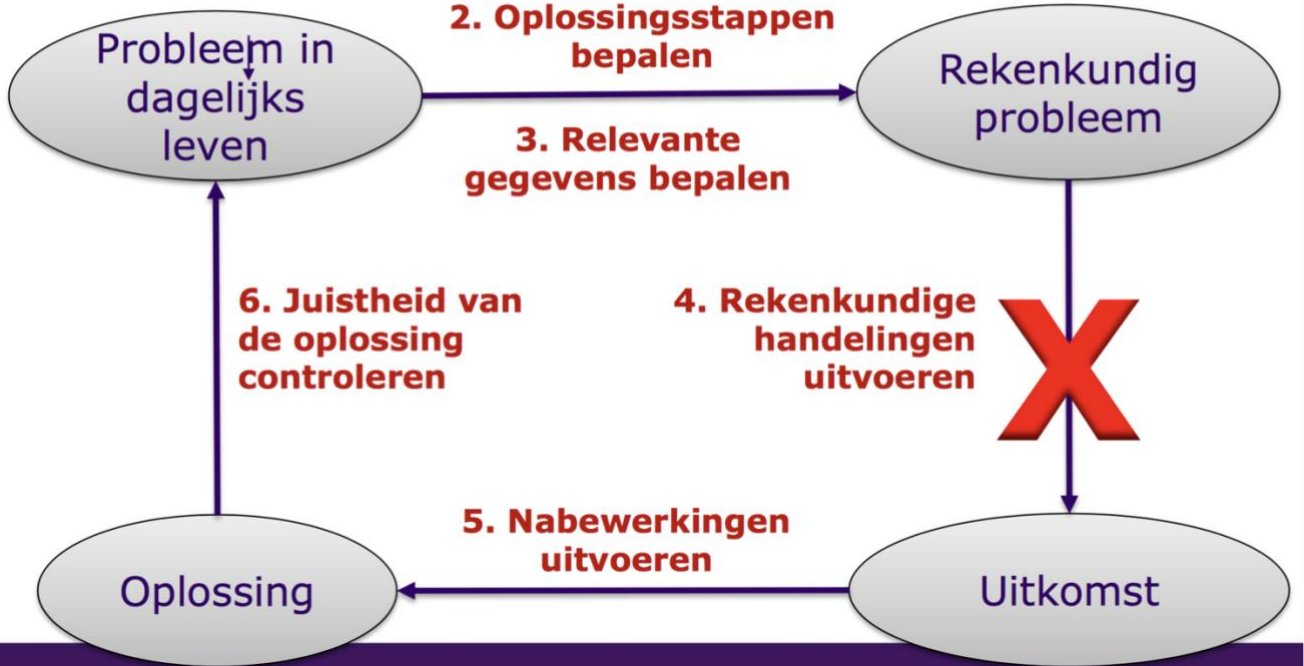 Probleem in
dagelijks
leven
2. Oplossingsstappen
bepalen
3. Relevante
gegevens bepalen
Rekenkundig
probleem
6. Juistheid van
de oplossing
controleren
4. Rekenkundige
handelingen
uitvoeren
X
5. Nabewerkingen
uitvoeren
Oplossing
Uitkomst